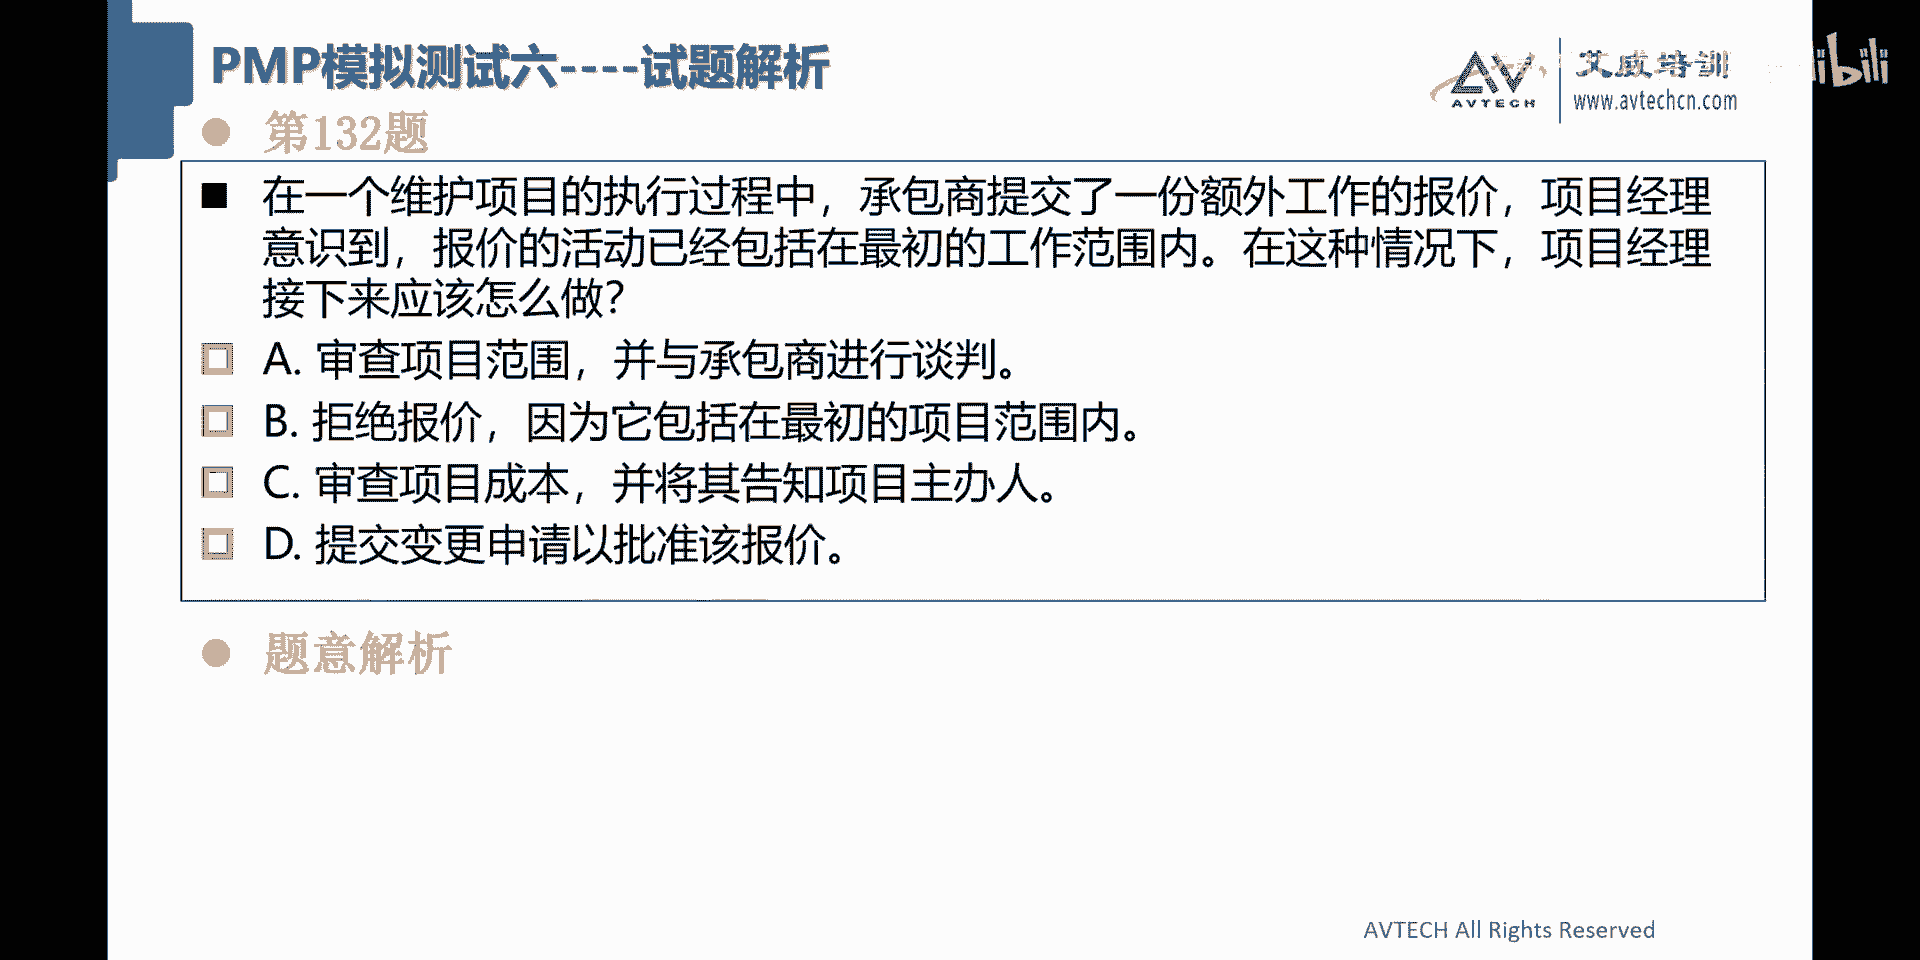 PMP模拟测试六----试题解析
AVTECH
艾威培训
www.avtechcn.com
第132题
在一个维护项目的执行过程中，承包商提交了一份额外工作的报价，项目经理
意识到，报价的活动已经包括在最初的工作范围内。在这种情况下，项目经理
接下来应该怎么做？
A. 审查项目范围，并与承包商进行谈判。
B. 拒绝报价，因为它包括在最初的项目范围内。
C. 审查项目成本，并将其告知项目主办人。
D. 提交变更申请以批准该报价。
题意解析
AVTECH All Rights Reserved